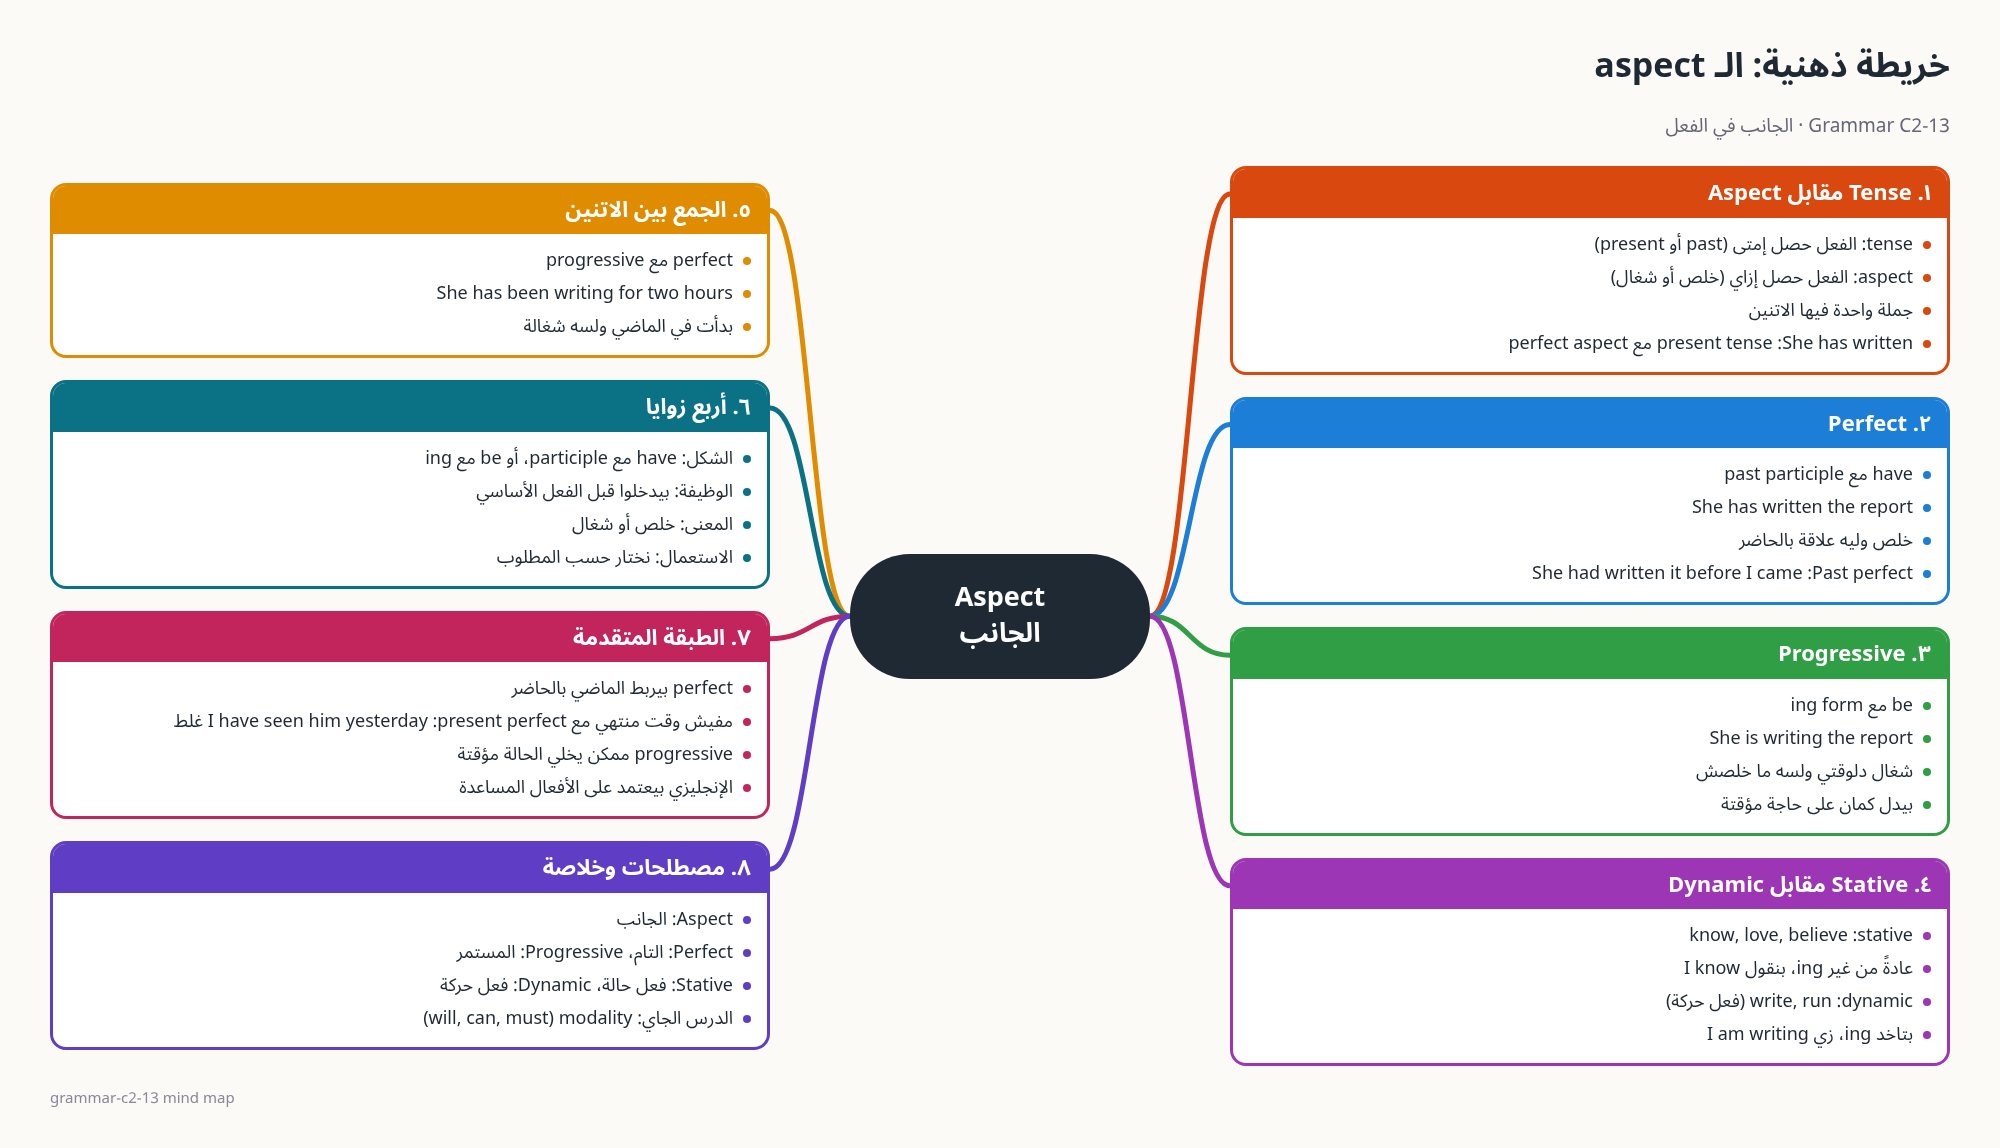 خريطة ذهنية: الـ aspect
Grammar C2-13 · الجانب في الفعل
١. Tense مقابل Aspect
tense: الفعل حصل إمتى (past أو present)
aspect: الفعل حصل إزاي (خلص أو شغال)
جملة واحدة فيها الاتنين
She has written: present tense مع perfect aspect
٢. Perfect
have مع past participle
She has written the report
خلص وليه علاقة بالحاضر
Past perfect: She had written it before I came
٣. Progressive
be مع ing form
She is writing the report
شغال دلوقتي ولسه ما خلصش
بيدل كمان على حاجة مؤقتة
٤. Stative مقابل Dynamic
stative: know, love, believe
عادةً من غير ing، بنقول I know
dynamic: write, run (فعل حركة)
بتاخد ing، زي I am writing
Aspect
الجانب
٥. الجمع بين الاتنين
perfect مع progressive
She has been writing for two hours
بدأت في الماضي ولسه شغالة
٦. أربع زوايا
الشكل: have مع participle، أو be مع ing
الوظيفة: بيدخلوا قبل الفعل الأساسي
المعنى: خلص أو شغال
الاستعمال: نختار حسب المطلوب
٧. الطبقة المتقدمة
perfect بيربط الماضي بالحاضر
مفيش وقت منتهي مع present perfect: I have seen him yesterday غلط
progressive ممكن يخلي الحالة مؤقتة
الإنجليزي بيعتمد على الأفعال المساعدة
٨. مصطلحات وخلاصة
Aspect: الجانب
Perfect: التام، Progressive: المستمر
Stative: فعل حالة، Dynamic: فعل حركة
الدرس الجاي: modality (will, can, must)
grammar-c2-13 mind map